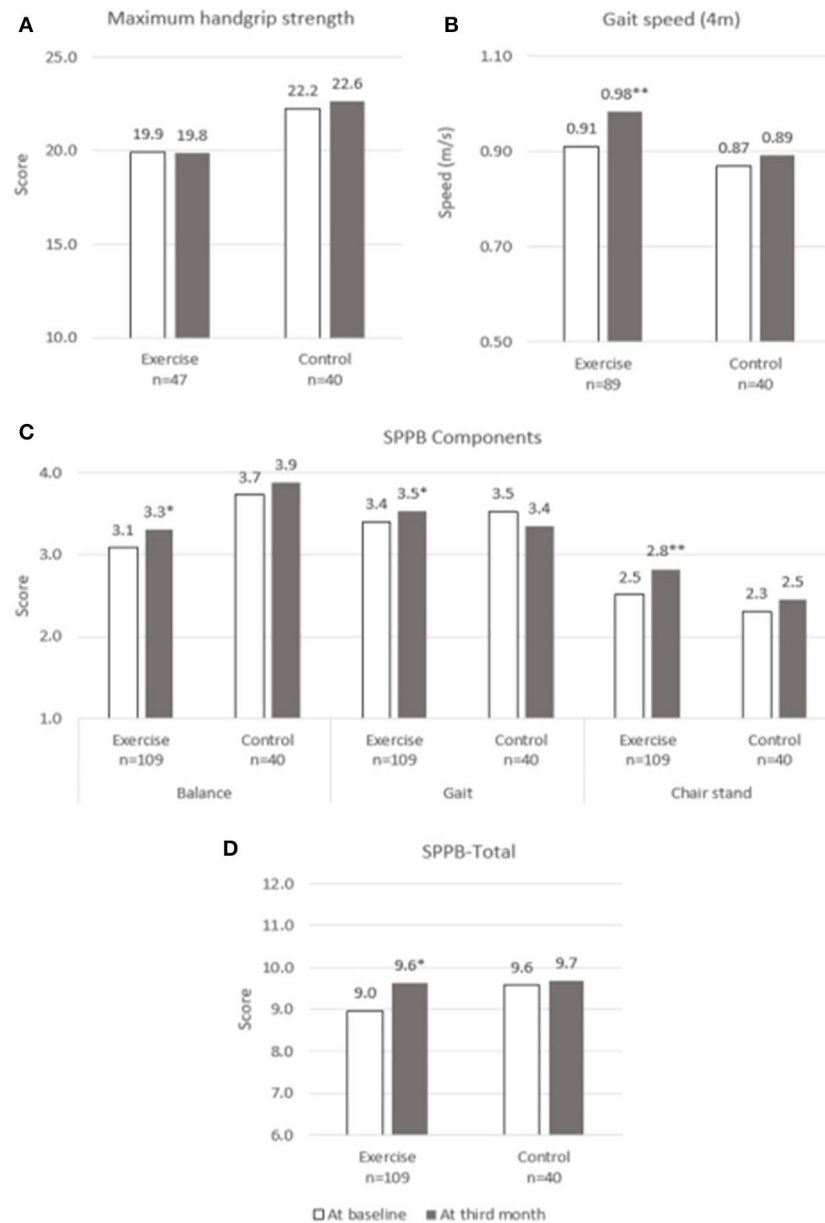 A
Maximum handgrip strength
25.0
20.0
15.0
10.0
Score
19.9 19.8
22.2 22.6
Exercise
n=47
Control
n=40
B
Gait speed (4m)
1.10
0.90
0.70
0.50
Speed (m/s)
0.91
0.98**
0.87
0.89
Exercise
n=89
Control
n=40
C
SPPB Components
4.0
3.0
2.0
1.0
Score
3.1
3.3*
3.7
3.9
3.4
3.5*
3.5
3.4
2.5
2.8**
2.3
2.5
Exercise Control Exercise Control Exercise Control
n=109 n=40 n=109 n=40 n=109 n=40
Balance Gait Chair stand
D
SPPB-Total
12.0
11.0
10.0
9.0
8.0
7.0
6.0
Score
9.0
9.6*
9.6
9.7
Exercise
n=109
Control
n=40
At baseline At third month